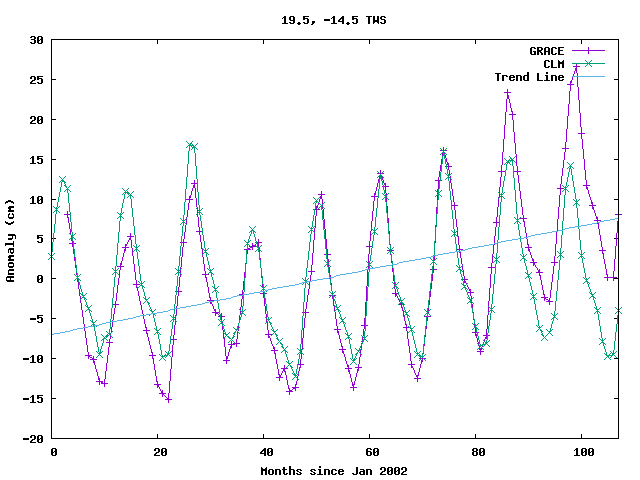 19.5, -14.5 TWS
GRACE
CLM
Trend Line
30
25
20
15
10
5
0
-5
-10
-15
-20
Anomaly (cm)
0 20 40 60 80 100
Months since Jan 2002